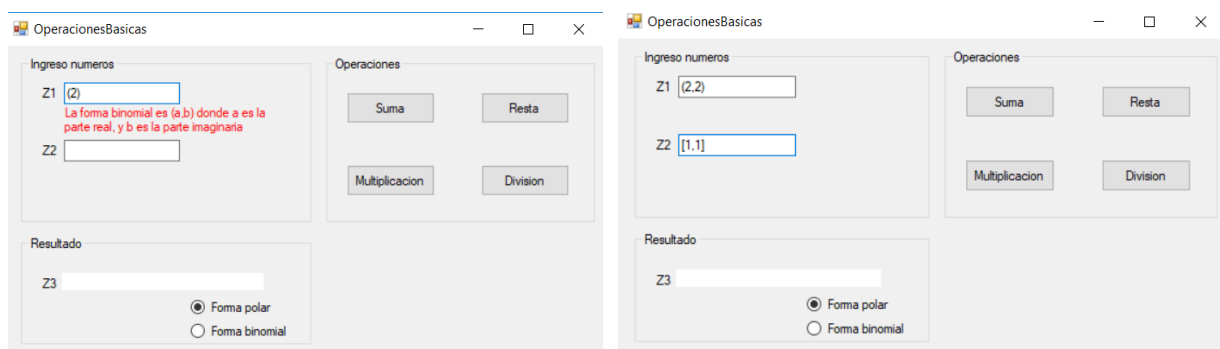 OperacionesBasicas
Ingreso numeros
Z1 (2)
La forma binomial es (a,b) donde a es la
parte real, y b es la parte imaginaria
Z2
Operaciones
Suma Resta
Multiplicacion Division
Resultado
Z3
Forma polar
Forma binomial
OperacionesBasicas
Ingreso numeros
Z1 (2,2)
Z2 [1,1]
Operaciones
Suma Resta
Multiplicacion Division
Resultado
Z3
Forma polar
Forma binomial